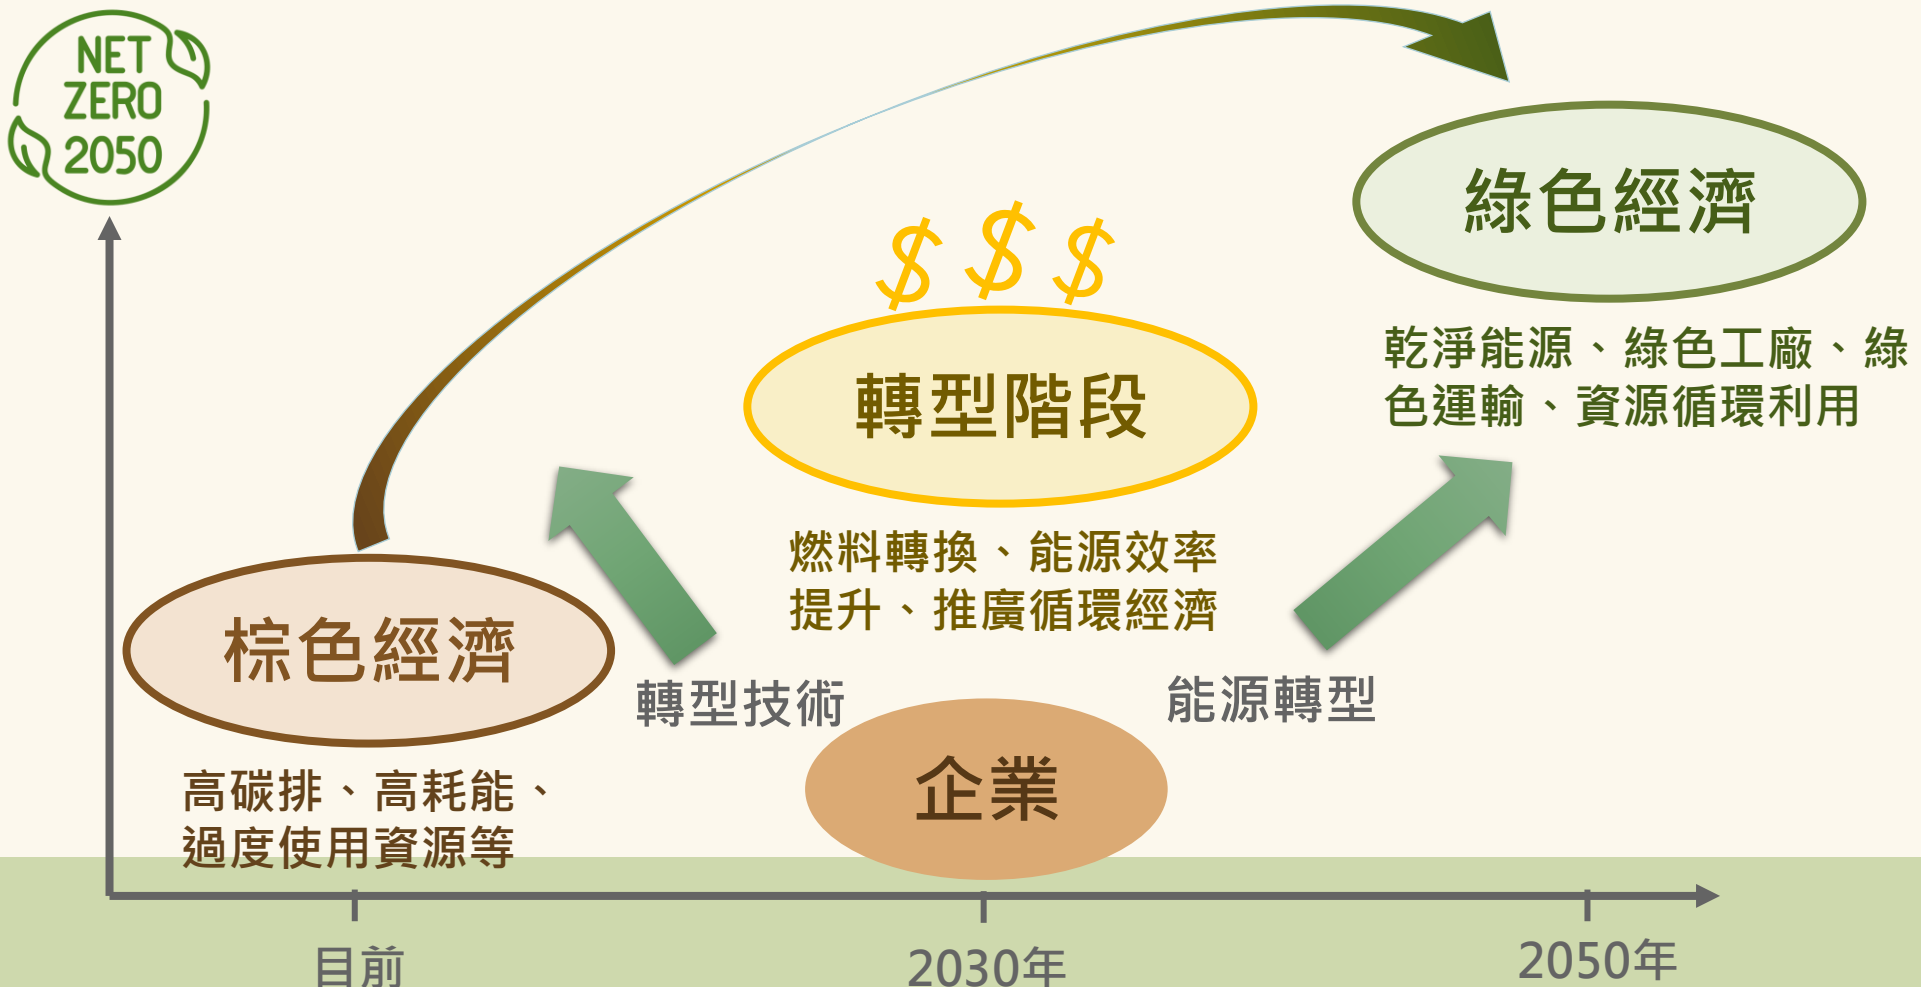 NET
ZERO
2050
綠色經濟
乾淨能源、綠色工廠、綠
色運輸、資源循環利用
$ $ $
轉型階段
燃料轉換、能源效率
提升、推廣循環經濟
棕色經濟
高碳排、高耗能、
過度使用資源等
轉型技術
能源轉型
企業
目前
2030年
2050年